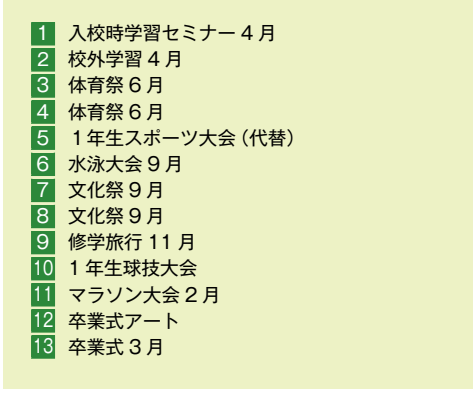 1 入校時学習セミナー 4 月
2 校外学習 4 月
3 体育祭 6 月
4 体育祭 6 月
5 1年生スポーツ大会（代替）
6 水泳大会 9 月
7 文化祭 9 月
8 文化祭 9 月
9 修学旅行 11 月
10 1 年生球技大会
11 マラソン大会 2 月
12 卒業式アート
13 卒業式 3 月